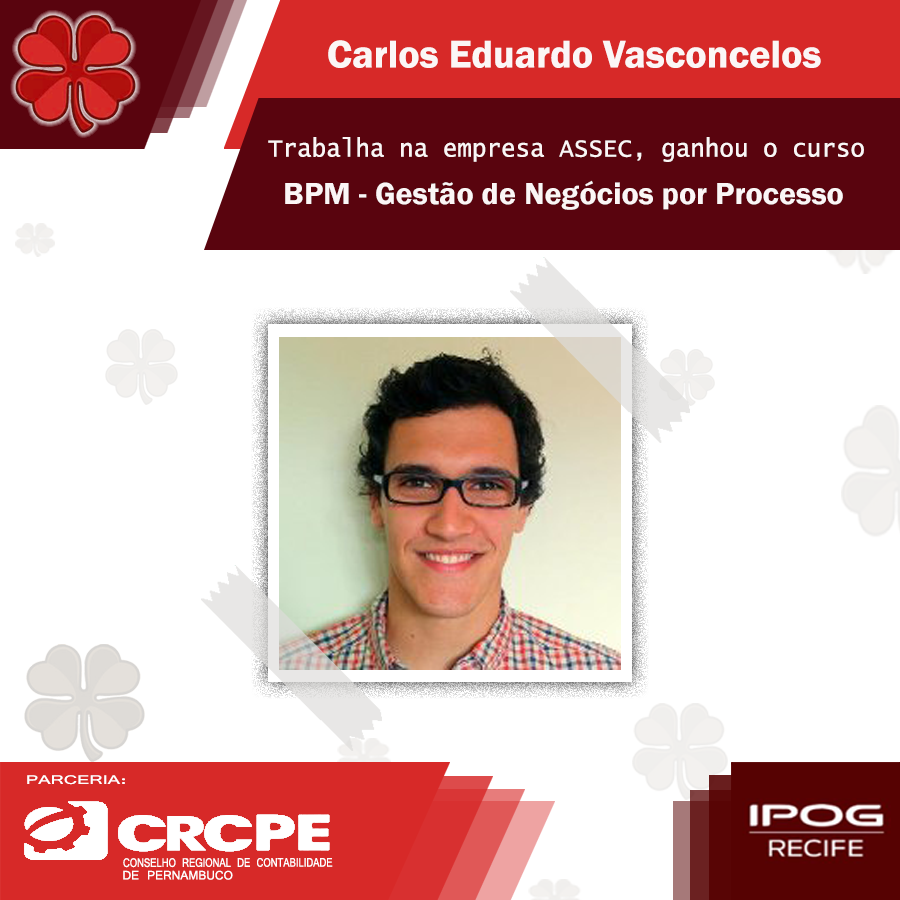 Carlos Eduardo Vasconcelos
Trabalha na empresa ASSEC, ganhou o curso
BPM - Gestão de Negócios por Processo
PARCERIA:
CRCPE
CONSELHO REGIONAL DE CONTABILIDADE
DE PERNAMBUCO
IPOG
RECIFE